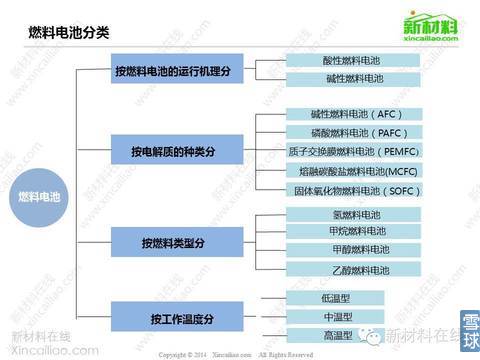 燃料电池分类
新材料
xincailiao.com
按燃料电池的运行机理分
酸性燃料电池
碱性燃料电池
按电解质的种类分
碱性燃料电池（AFC）
磷酸燃料电池（PAFC）
质子交换膜燃料电池（PEMFC）
熔融碳酸盐燃料电池(MCFC)
固体氧化物燃料电池（SOFC）
燃料电池
按燃料类型分
氢燃料电池
甲烷燃料电池
甲醇燃料电池
乙醇燃料电池
按工作温度分
低温型
中温型
高温型
新材料在线
xincailiao.com
新材料在线
雪球
Copyright © 2014 Xincailiao.com All Rights Reserved